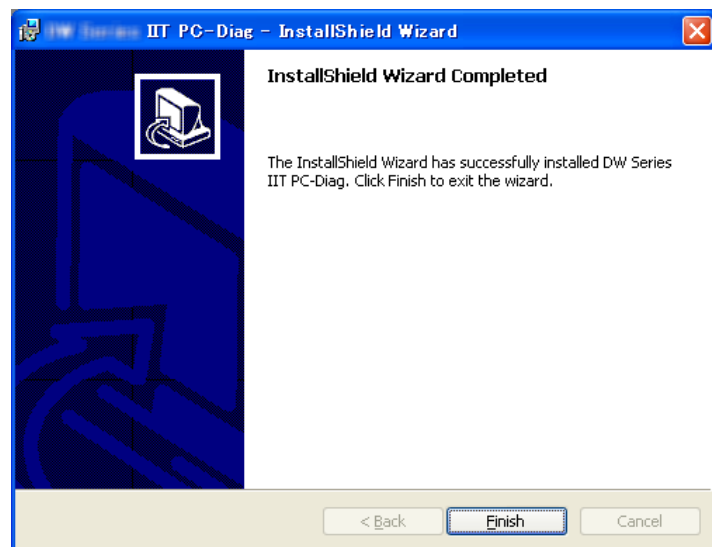 IIT PC-Diag - InstallShield Wizard
InstallShield Wizard Completed
The InstallShield Wizard has successfully installed DW Series
IIT PC-Diag. Click Finish to exit the wizard.
< Back
Finish
Cancel